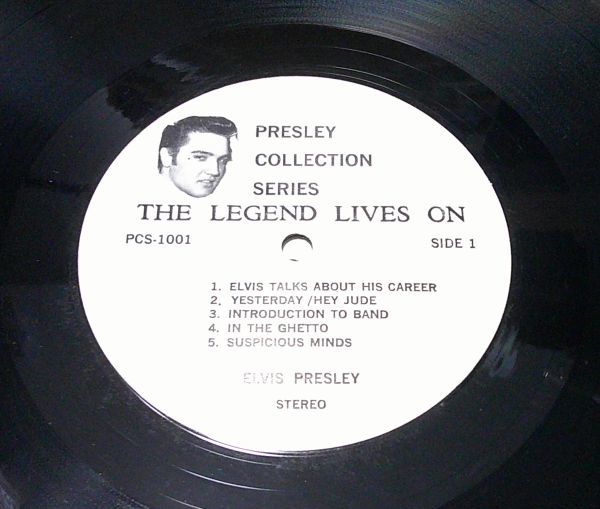 PRESLEY
COLLECTION
SERIES
THE LEGEND LIVES ON
PCS-1001 SIDE 1
1. ELVIS TALKS ABOUT HIS CAREER
2. YESTERDAY /HEY JUDE
3. INTRODUCTION TO BAND
4. IN THE GHETTO
5. SUSPICIOUS MINDS
ELVIS PRESLEY
STEREO